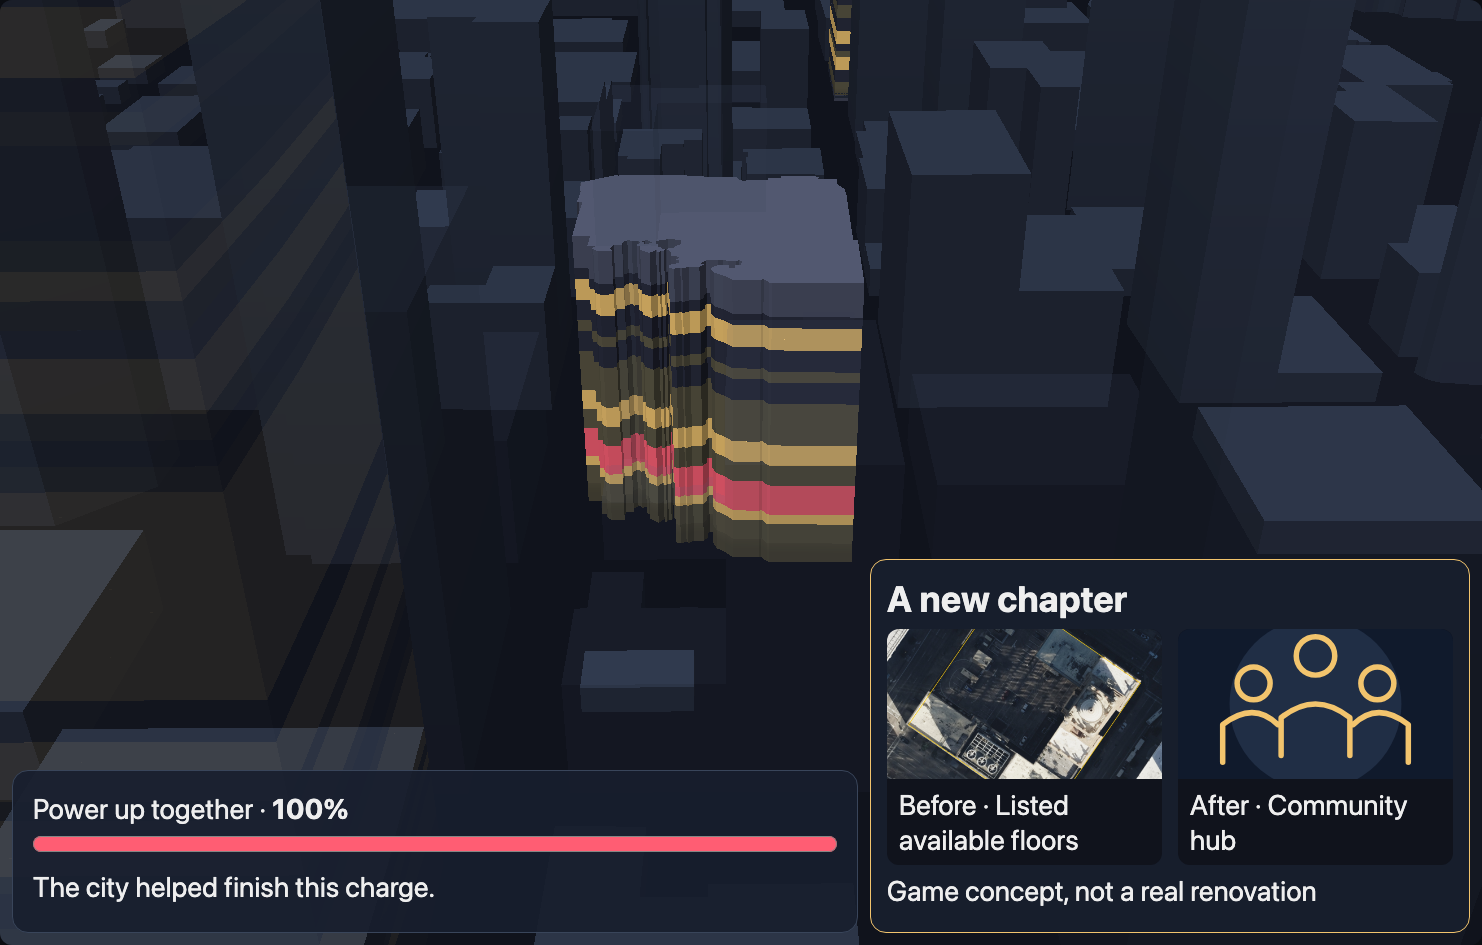 Power up together · 100%
The city helped finish this charge.
A new chapter
Before · Listed
available floors
After · Community
hub
Game concept, not a real renovation